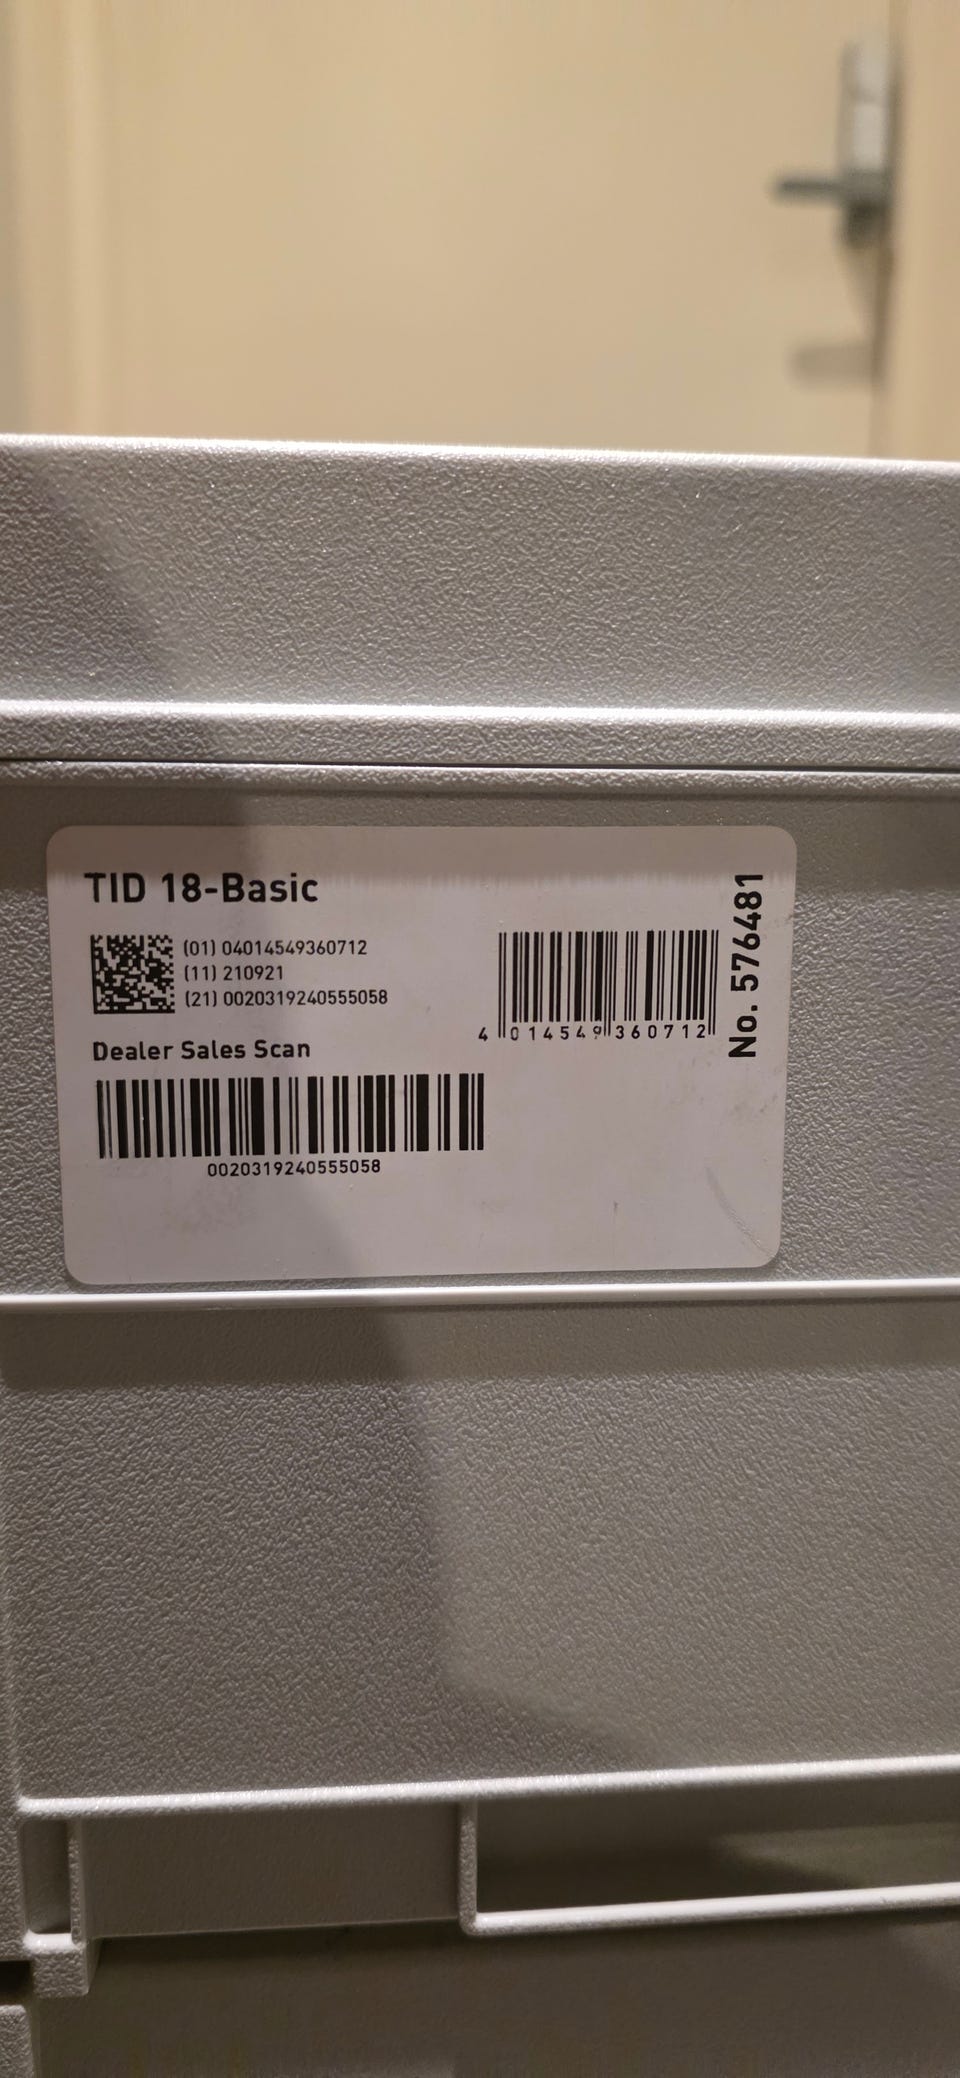 TID 18-Basic
(01) 04014549360712
(11) 210921
(21) 0020319240555058
4 014549 360712
No. 576481
Dealer Sales Scan
0020319240555058